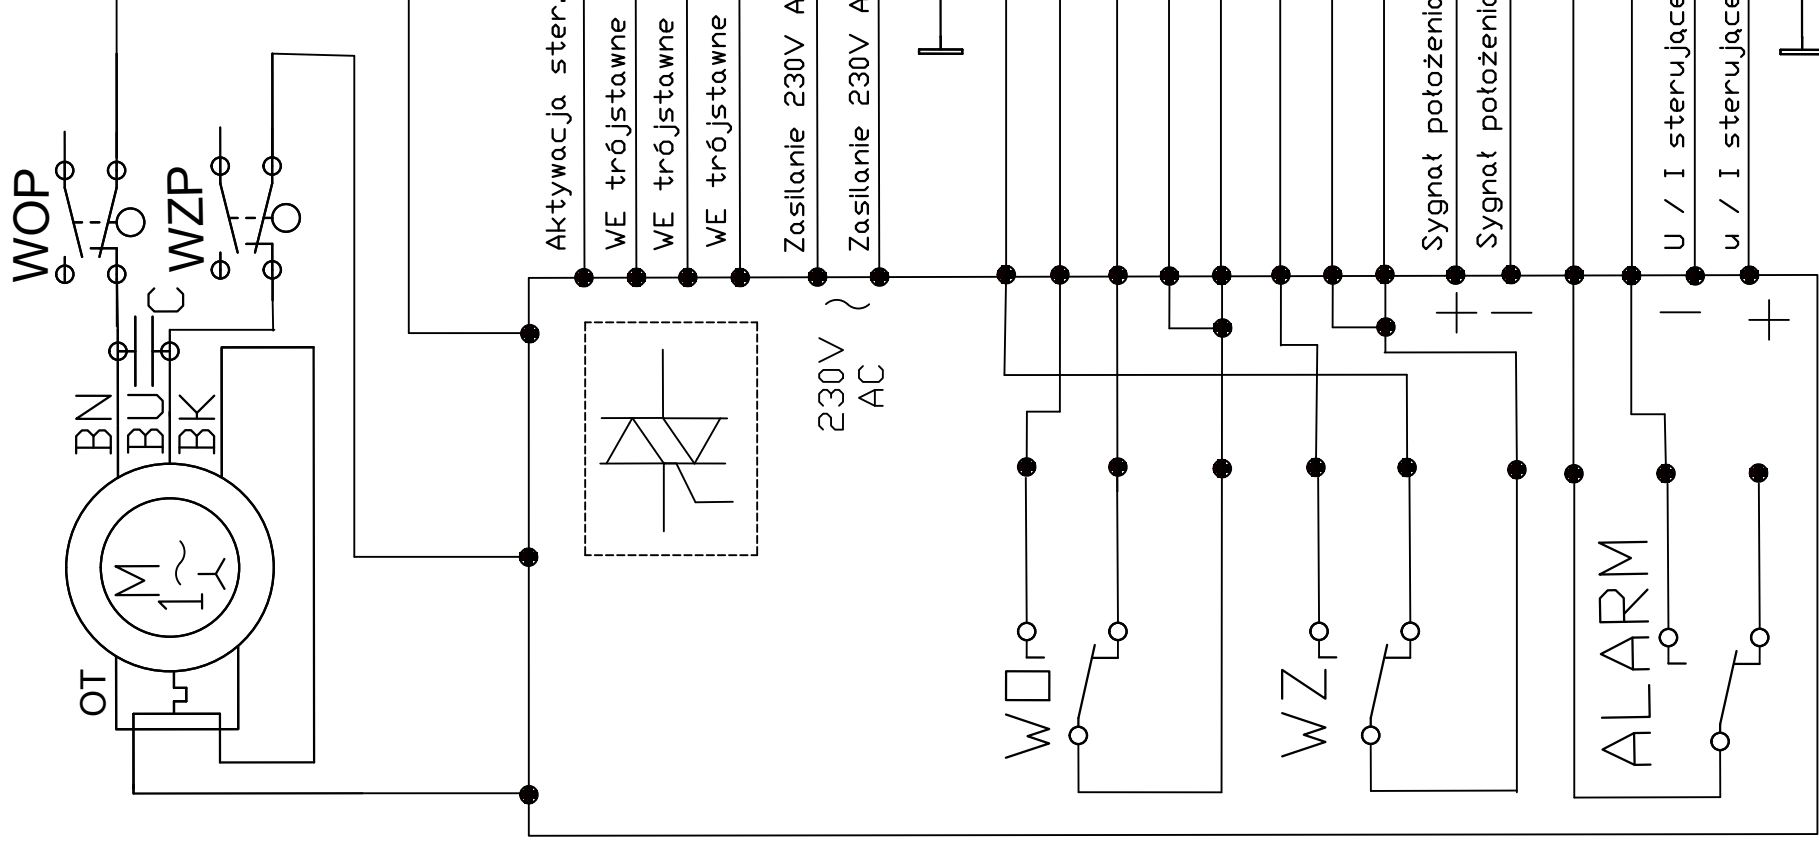 WOP
WZP
C
BN
BU
BK
M
1~
OT
Aktywacja ster.
WE trójstawne
WE trójstawne
WE trójstawne
Zasilanie 230V A
Zasilanie 230V A
~
230V
AC
Sygnał położenia
Sygnał położenia
U / I sterujące
u / I sterujące
+
−
−
+
WO
WZ
ALARM